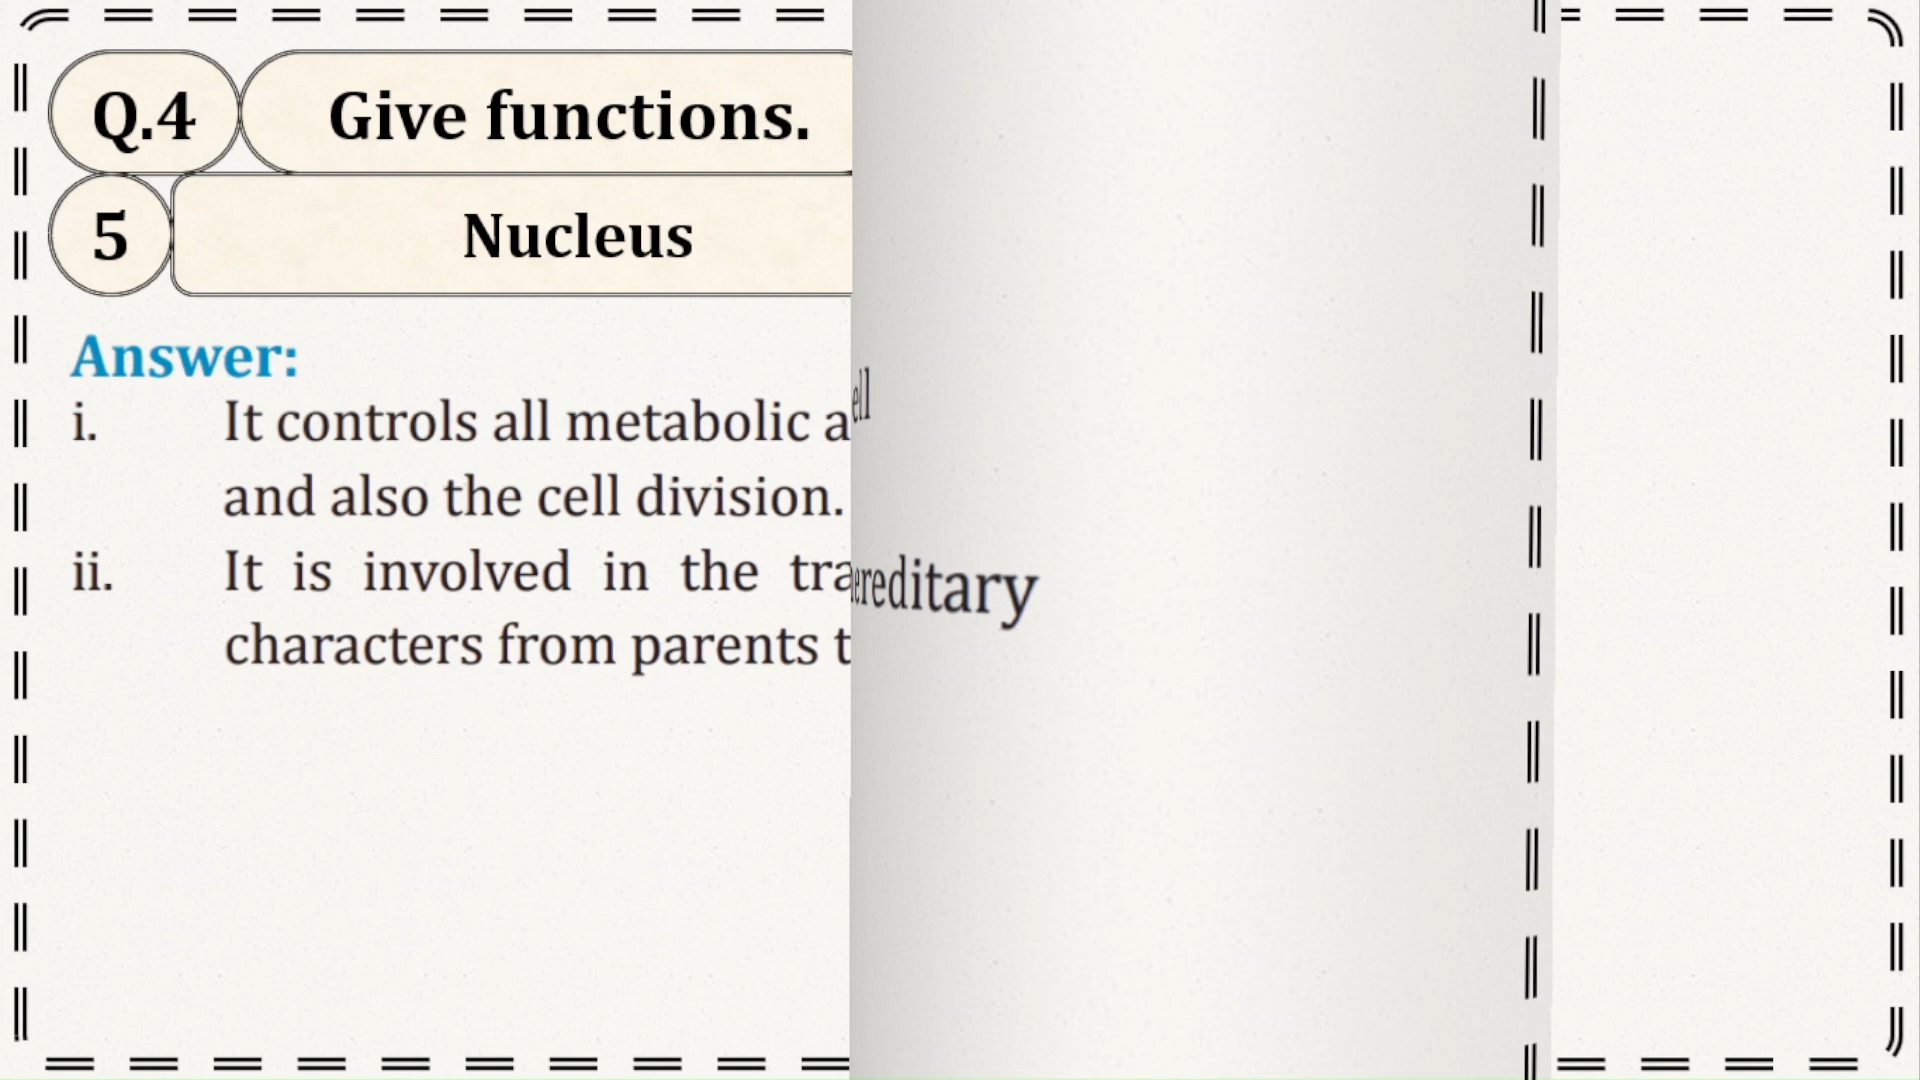 Q.4 Give functions.
5 Nucleus
Answer:
i. It controls all metabolic
and also the cell division.
ii. It is involved in the
characters from parents